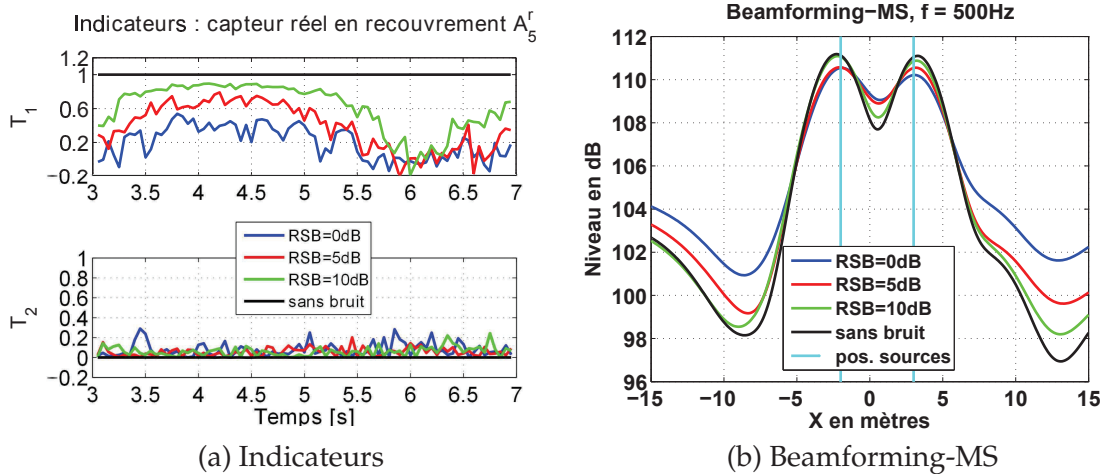 Indicateurs : capteur réel en recouvrement A₅ʳ
1.2
1
0.6
0.2
−0.2
T₁
3 3.5 4 4.5 5 5.5 6 6.5 7
RSB=0dB
RSB=5dB
RSB=10dB
sans bruit
1
0.8
0.6
0.4
0.2
0
−0.2
T₂
3 3.5 4 4.5 5 5.5 6 6.5 7
Temps [s]
(a) Indicateurs
Beamforming−MS, f = 500Hz
112
110
108
106
104
102
100
98
96
Niveau en dB
RSB=0dB
RSB=5dB
RSB=10dB
sans bruit
pos. sources
−15 −10 −5 0 5 10 15
X en mètres
(b) Beamforming-MS